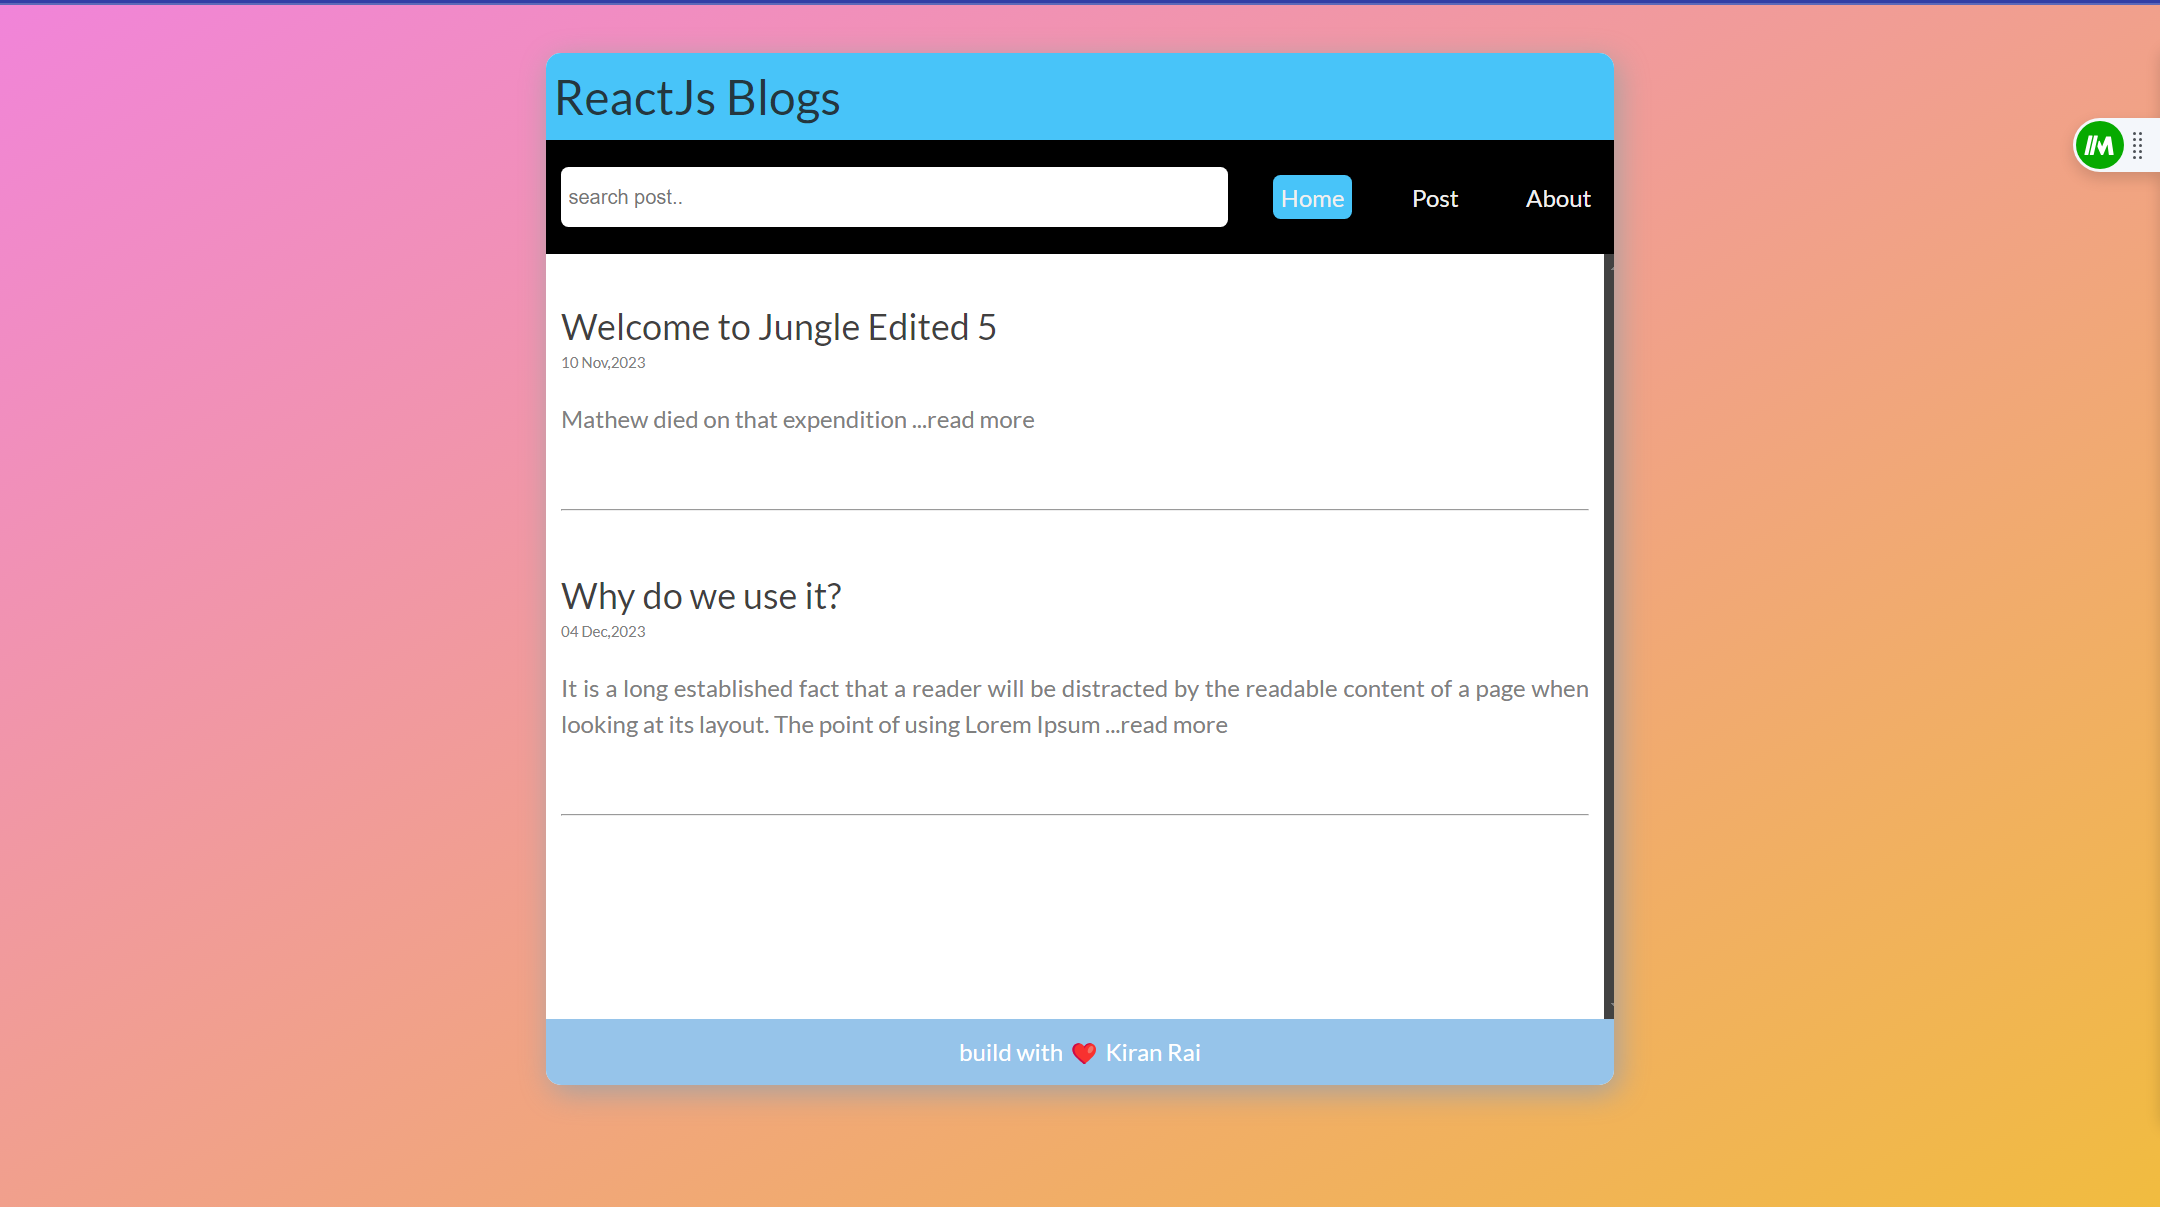 ReactJs Blogs
search post..
Home Post About
Welcome to Jungle Edited 5
10 Nov,2023
Mathew died on that expendition ...read more
Why do we use it?
04 Dec,2023
It is a long established fact that a reader will be distracted by the readable content of a page when
looking at its layout. The point of using Lorem Ipsum ...read more
build with ❤️ Kiran Rai